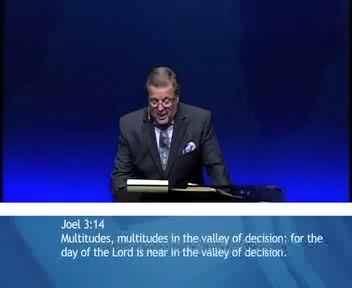 Joel 3:14
Multitudes, multitudes in the valley of decision: for the
day of the Lord is near in the valley of decision.